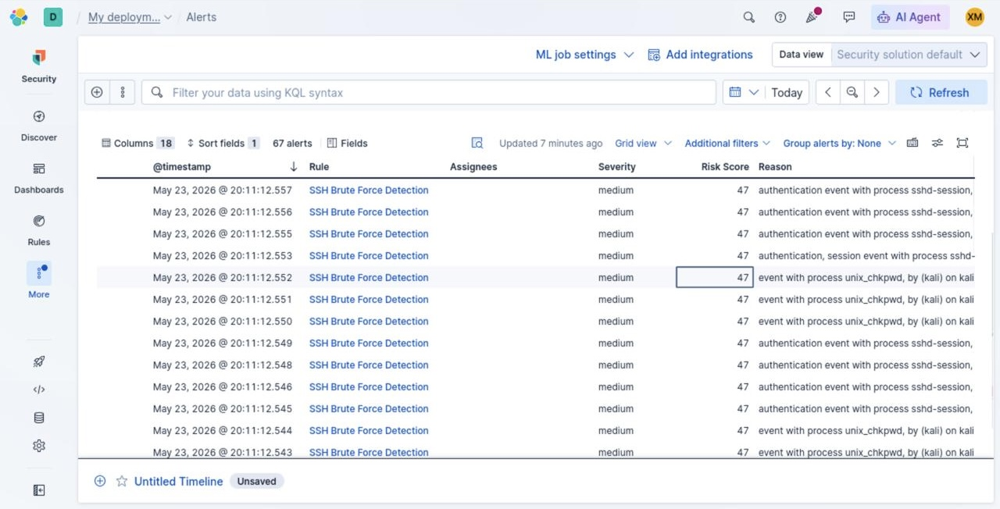 D / My deploym... Alerts AI Agent XM
ML job settings Add integrations Data view Security solution default
Filter your data using KQL syntax Today Refresh
Security
Discover
Dashboards
Rules
More
Columns 18 Sort fields 1 67 alerts Fields Updated 7 minutes ago Grid view Additional filters Group alerts by: None
@timestamp Rule Assignees Severity Risk Score Reason
May 23, 2026 @ 20:11:12.557 SSH Brute Force Detection medium 47 authentication event with process sshd-session,
May 23, 2026 @ 20:11:12.556 SSH Brute Force Detection medium 47 authentication event with process sshd-session,
May 23, 2026 @ 20:11:12.555 SSH Brute Force Detection medium 47 authentication event with process sshd-session,
May 23, 2026 @ 20:11:12.553 SSH Brute Force Detection medium 47 authentication, session event with process sshd-
May 23, 2026 @ 20:11:12.552 SSH Brute Force Detection medium 47 event with process unix_chkpwd, by (kali) on kali
May 23, 2026 @ 20:11:12.551 SSH Brute Force Detection medium 47 event with process unix_chkpwd, by (kali) on kali
May 23, 2026 @ 20:11:12.550 SSH Brute Force Detection medium 47 event with process unix_chkpwd, by (kali) on kali
May 23, 2026 @ 20:11:12.549 SSH Brute Force Detection medium 47 authentication event with process sshd-session,
May 23, 2026 @ 20:11:12.548 SSH Brute Force Detection medium 47 authentication event with process sshd-session,
May 23, 2026 @ 20:11:12.546 SSH Brute Force Detection medium 47 authentication event with process sshd-session,
May 23, 2026 @ 20:11:12.545 SSH Brute Force Detection medium 47 authentication event with process sshd-session,
May 23, 2026 @ 20:11:12.544 SSH Brute Force Detection medium 47 event with process unix_chkpwd, by (kali) on kali
May 23, 2026 @ 20:11:12.543 SSH Brute Force Detection medium 47 event with process unix_chkpwd, by (kali) on kali
Untitled Timeline Unsaved